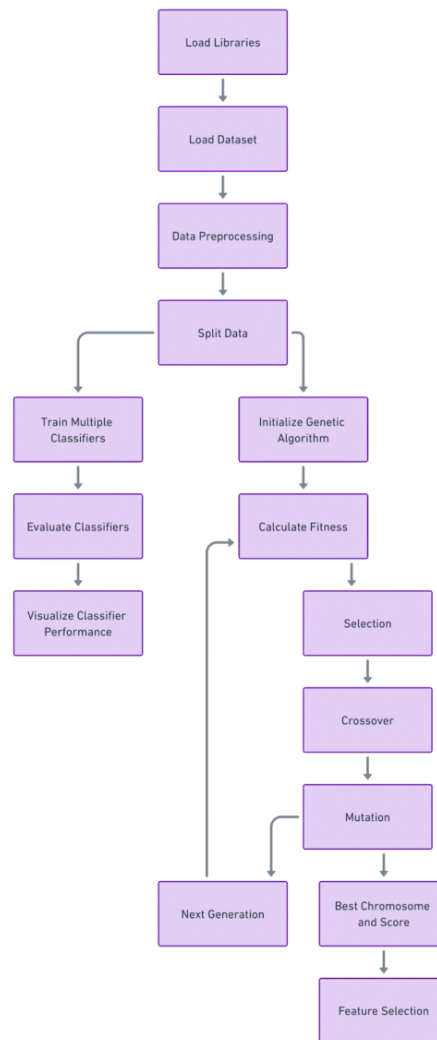 Load Libraries
Load Dataset
Data Preprocessing
Split Data
Train Multiple
Classifiers
Initialize Genetic
Algorithm
Evaluate Classifiers
Calculate Fitness
Visualize Classifier
Performance
Selection
Crossover
Mutation
Next Generation
Best Chromosome
and Score
Feature Selection